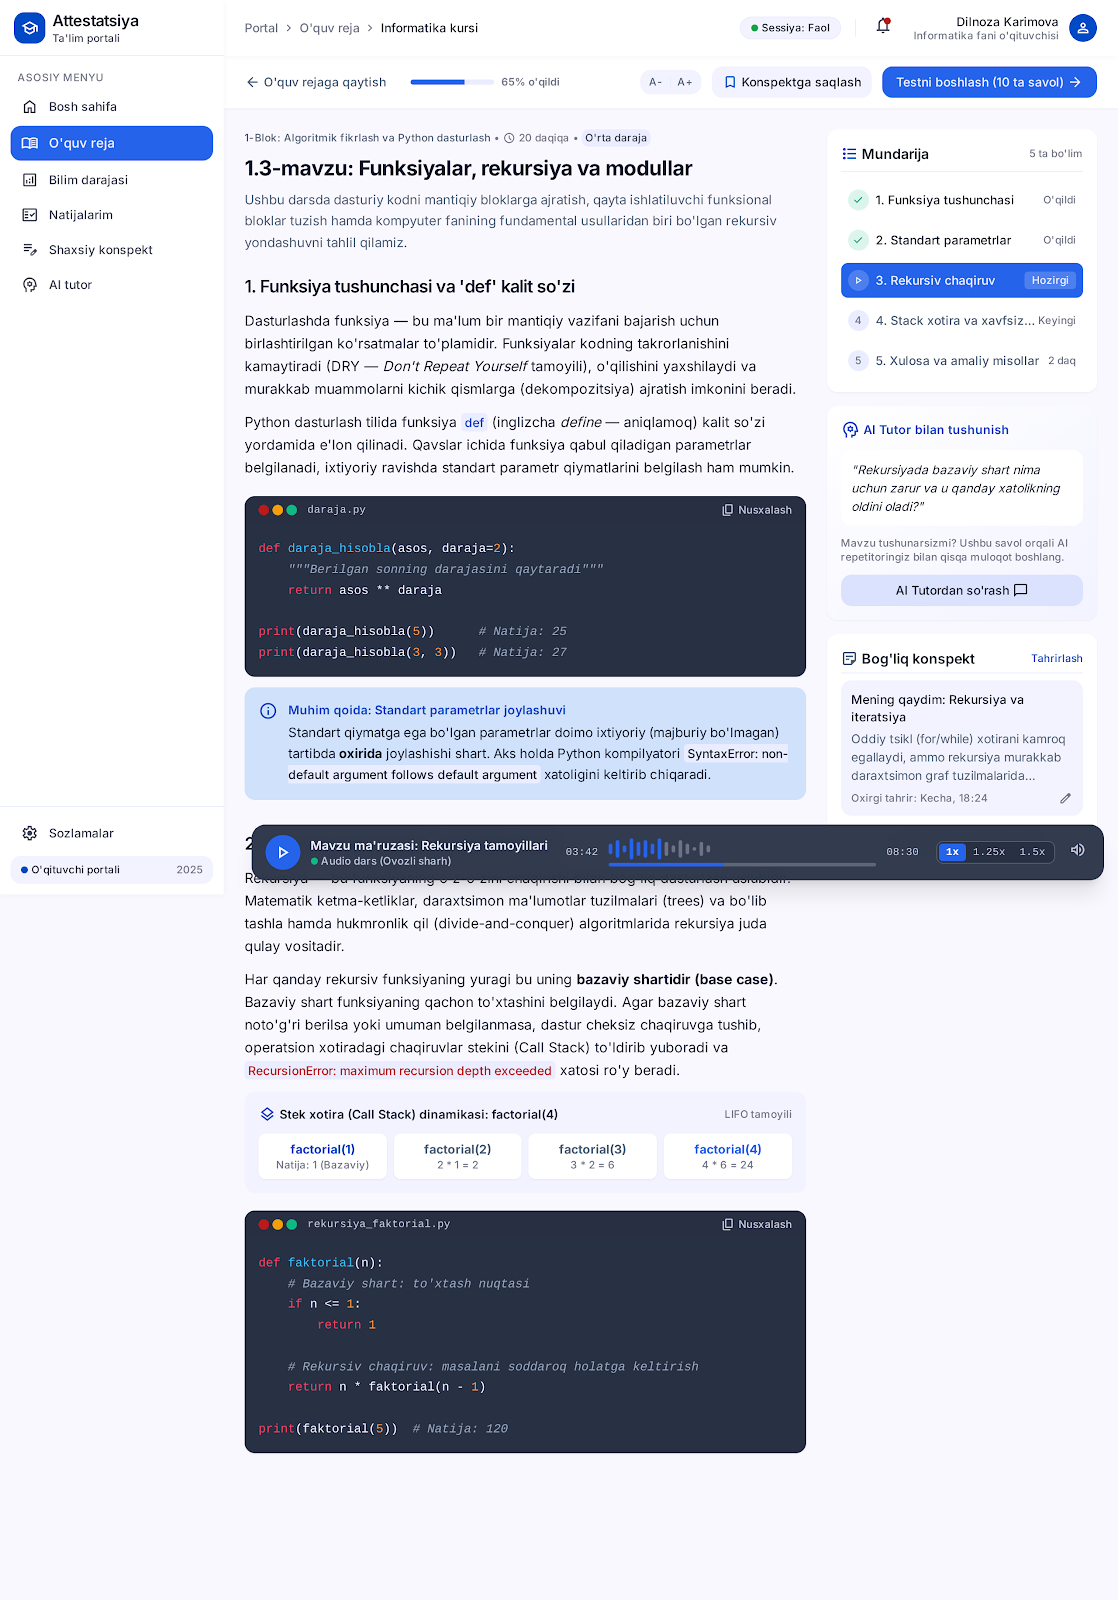 Attestatsiya
Ta'lim portali
ASOSIY MENYU
Bosh sahifa
O'quv reja
Bilim darajasi
Natijalarim
Shaxsiy konspekt
AI tutor
Sozlamalar
O'qituvchi portali 2025
Portal > O'quv reja > Informatika kursi
Sessiya: Faol
Dilnoza Karimova
Informatika fani o'qituvchisi
← O'quv rejaga qaytish
65% o'qildi
A- A+
Konspektga saqlash
Testni boshlash (10 ta savol) →
1-Blok: Algoritmik fikrlash va Python dasturlash • 20 daqiqa • O'rta daraja
1.3-mavzu: Funksiyalar, rekursiya va modullar
Ushbu darsda dasturiy kodni mantiqiy bloklarga ajratish, qayta ishlatiluvchi funksional
bloklar tuzish hamda kompyuter fanining fundamental usullaridan biri bo'lgan rekursiv
yondashuvni tahlil qilamiz.
1. Funksiya tushunchasi va 'def' kalit so'zi
Dasturlashda funksiya — bu ma'lum bir mantiqiy vazifani bajarish uchun
birlashtirilgan ko'rsatmalar to'plamidir. Funksiyalar kodning takrorlanishini
kamaytiradi (DRY — Don't Repeat Yourself tamoyili), o'qilishini yaxshilaydi va
murakkab muammolarni kichik qismlarga (dekompozitsiya) ajratish imkonini beradi.
Python dasturlash tilida funksiya def (inglizcha define — aniqlamoq) kalit so'zi
yordamida e'lon qilinadi. Qavslar ichida funksiya qabul qiladigan parametrlar
belgilanadi, ixtiyoriy ravishda standart parametr qiymatlarini belgilash ham mumkin.
daraja.py
Nusxalash
def daraja_hisobla(asos, daraja=2):
"""Berilgan sonning darajasini qaytaradi"""
return asos ** daraja
print(daraja_hisobla(5)) # Natija: 25
print(daraja_hisobla(3, 3)) # Natija: 27
Muhim qoida: Standart parametrlar joylashuvi
Standart qiymatga ega bo'lgan parametrlar doimo ixtiyoriy (majburiy bo'lmagan)
tartibda oxirida joylashishi shart. Aks holda Python kompilyatori SyntaxError: non-
default argument follows default argument xatoligini keltirib chiqaradi.
2
Matematik ketma-ketliklar, daraxtsimon ma'lumotlar tuzilmalari (trees) va bo'lib
tashla hamda hukmronlik qil (divide-and-conquer) algoritmlarida rekursiya juda
qulay vositadir.
Har qanday rekursiv funksiyaning yuragi bu uning bazaviy shartidir (base case).
Bazaviy shart funksiyaning qachon to'xtashini belgilaydi. Agar bazaviy shart
noto'g'ri berilsa yoki umuman belgilanmasa, dastur cheksiz chaqiruvga tushib,
operatsion xotiradagi chaqiruvlar stekini (Call Stack) to'ldirib yuboradi va
RecursionError: maximum recursion depth exceeded xatosi ro'y beradi.
Stek xotira (Call Stack) dinamikasi: factorial(4)
LIFO tamoyili
factorial(1)
Natija: 1 (Bazaviy)
factorial(2)
2 * 1 = 2
factorial(3)
3 * 2 = 6
factorial(4)
4 * 6 = 24
rekursiya_faktorial.py
Nusxalash
def faktorial(n):
# Bazaviy shart: to'xtash nuqtasi
if n <= 1:
return 1
# Rekursiv chaqiruv: masalani soddaroq holatga keltirish
return n * faktorial(n - 1)
print(faktorial(5)) # Natija: 120
Mundarija
5 ta bo'lim
1. Funksiya tushunchasi O'qildi
2. Standart parametrlar O'qildi
3. Rekursiv chaqiruv Hozirgi
4 4. Stack xotira va xavfsiz... Keyingi
5 5. Xulosa va amaliy misollar 2 daq
AI Tutor bilan tushunish
"Rekursiyada bazaviy shart nima
uchun zarur va u qanday xatolikning
oldini oladi?"
Mavzu tushunarsizmi? Ushbu savol orqali AI
repetitoringiz bilan qisqa muloqot boshlang.
AI Tutordan so'rash
Bog'liq konspekt
Tahrirlash
Mening qaydim: Rekursiya va
iteratsiya
Oddiy tsikl (for/while) xotirani kamroq
egallaydi, ammo rekursiya murakkab
daraxtsimon graf tuzilmalarida...
Oxirgi tahrir: Kecha, 18:24
Mavzu ma'ruzasi: Rekursiya tamoyillari
Audio dars (Ovozli sharh)
03:42
08:30
1x 1.25x 1.5x